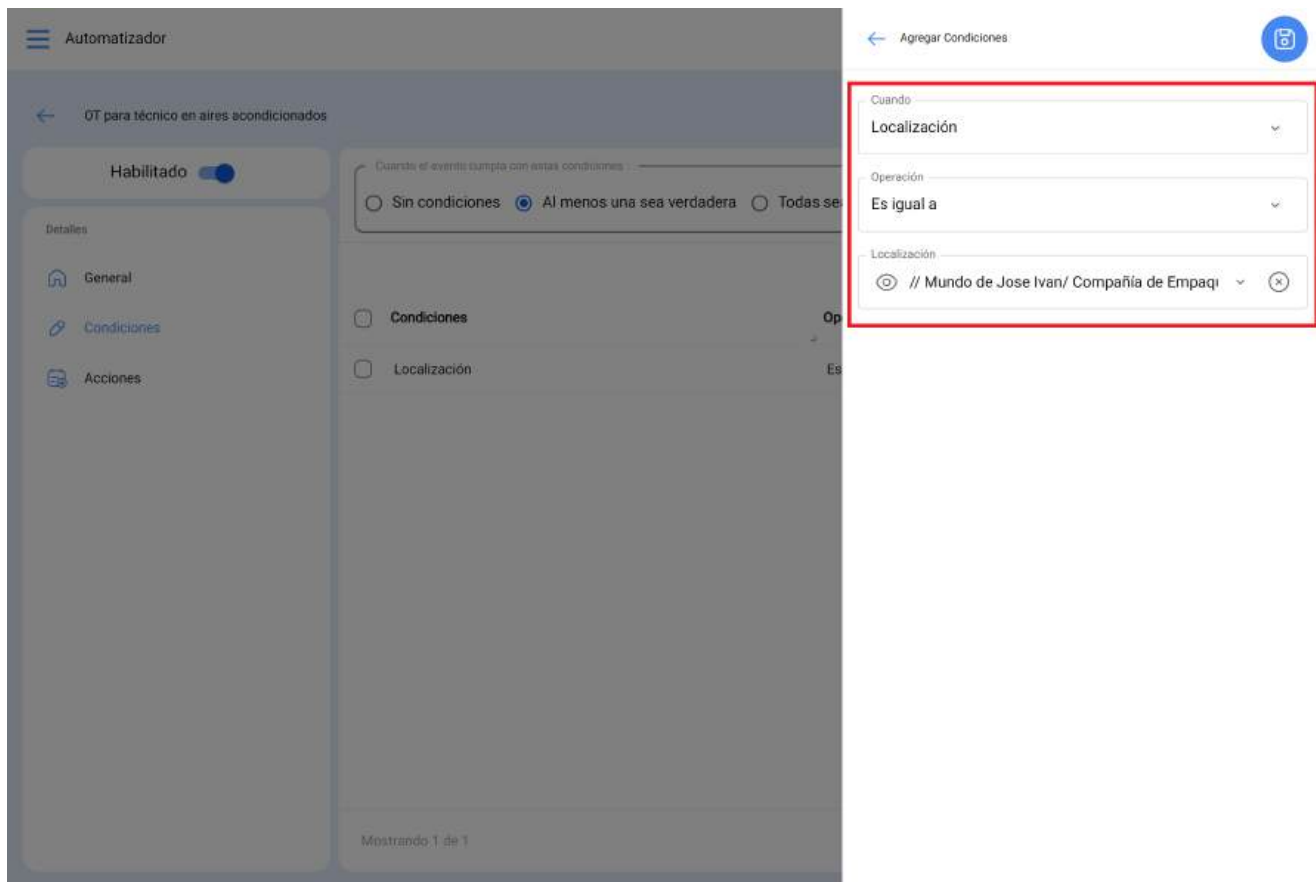 Automatizador
OT para técnico en aires acondicionados
Habilitado
Detalles
General
Condiciones
Acciones
Cuando el evento cumpla con estas condiciones
Sin condiciones Al menos una sea verdadera Todas se
Condiciones Op
Localización Es
Mostrando 1 de 1
Agregar Condiciones
Cuando
Localización
Operación
Es igual a
Localización
// Mundo de Jose Ivan/ Compañía de Empaqu